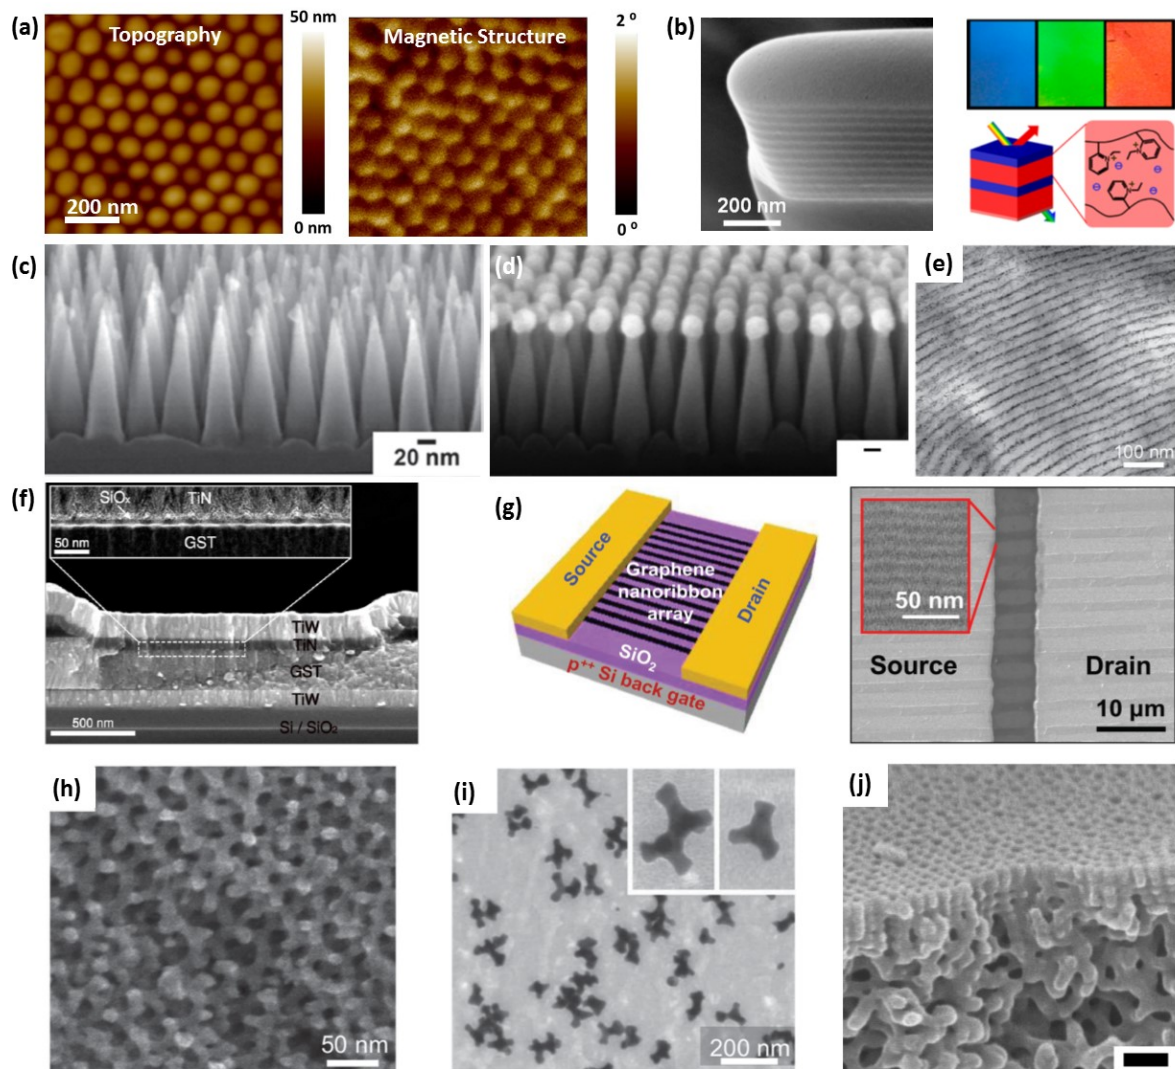 (a)
Topography
200 nm
50 nm
0 nm
Magnetic Structure
2 °
0 °
(b)
200 nm
(c)
20 nm
(d)
(e)
100 nm
(f)
SiOₓ
TiN
50 nm
GST
TiW
TiN
GST
TiW
500 nm
Si / SiO₂
(g)
Source
Graphene
nanoribbon
array
Drain
SiO₂
p⁺⁺ Si back gate
50 nm
Source
Drain
10 µm
(h)
50 nm
(i)
200 nm
(j)